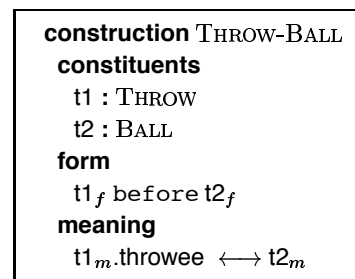 construction THROW-BALL
constituents
t1 : THROW
t2 : BALL
form
t1f before t2f
meaning
t1m.throwee ⟷ t2m